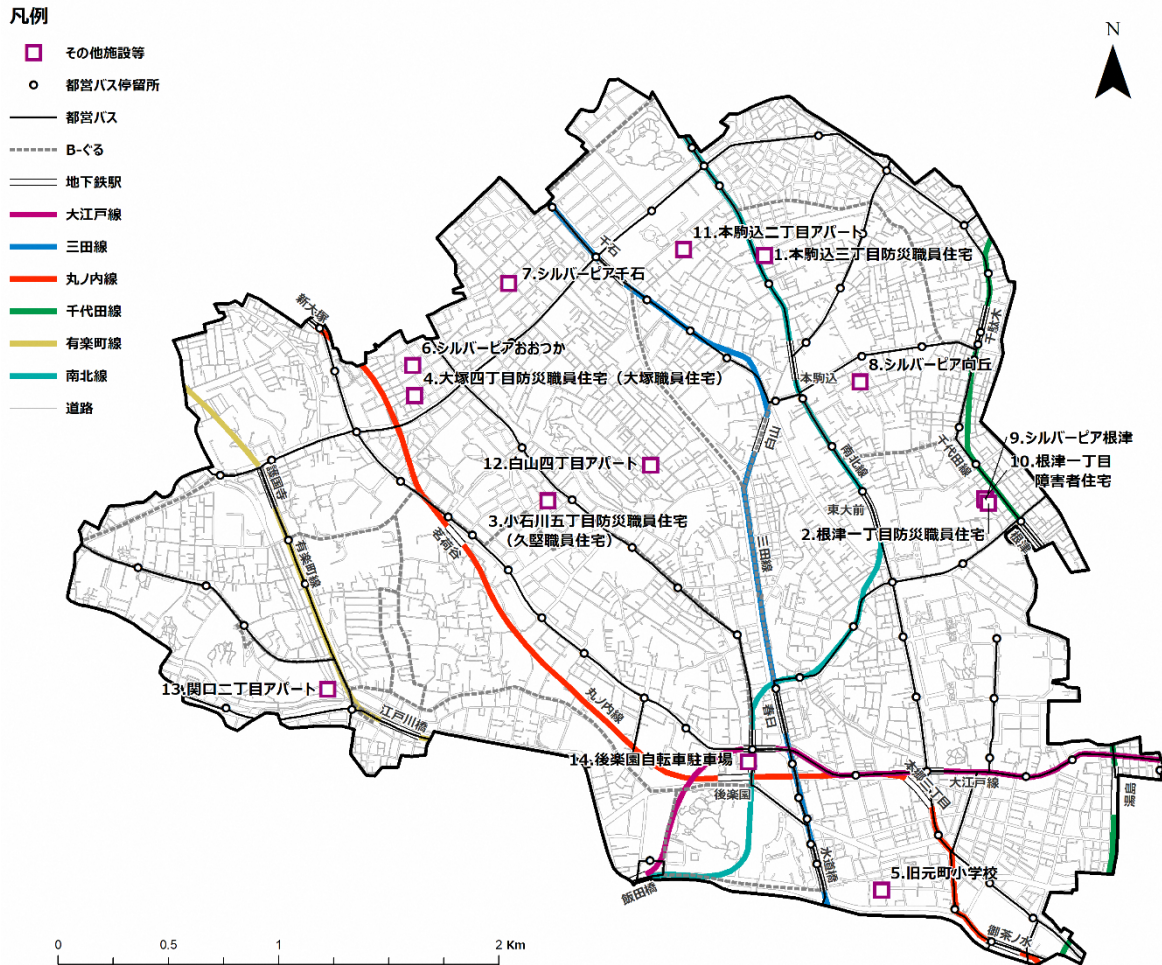 凡例
その他施設等
都営バス停留所
都営バス
B-ぐる
地下鉄駅
大江戸線
三田線
丸ノ内線
千代田線
有楽町線
南北線
道路
N
11.本駒込二丁目アパート
1.本駒込三丁目防災職員住宅
千石
7.シルバーピア千石
新大塚
千駄木
6.シルバーピアおおつか
4.大塚四丁目防災職員住宅（大塚職員住宅）
8.シルバーピア向丘
本駒込
白山
南北線
千代田線
9.シルバーピア根津
10.根津一丁目
障害者住宅
12.白山四丁目アパート
護国寺
東大前
3.小石川五丁目防災職員住宅
（久堅職員住宅）
2.根津一丁目防災職員住宅
根津
茗荷谷
有楽町線
三田線
13.関口二丁目アパート
江戸川橋
丸ノ内線
春日
14.後楽園自転車駐車場
後楽園
本郷三丁目
大江戸線
湯島
水道橋
飯田橋
5.旧元町小学校
御茶ノ水
0
0.5
1
2 Km